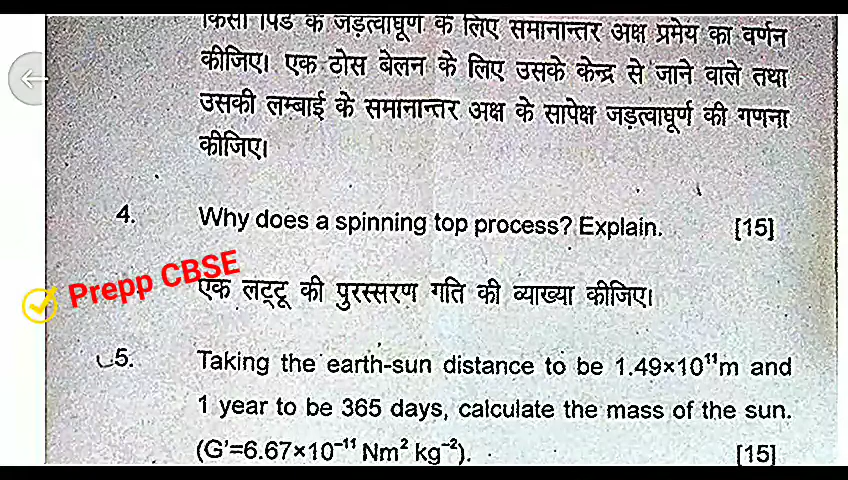 किसी पिंड के जड़त्वाघूर्ण के लिए समानान्तर अक्ष प्रमेय का वर्णन
कीजिए। एक ठोस बेलन के लिए उसके केन्द्र से जाने वाले तथा
उसकी लम्बाई के समानान्तर अक्ष के सापेक्ष जड़त्वाघूर्ण की गणना
कीजिए।
4. Why does a spinning top process? Explain. [15]
Prepp CBSE
एक लट्टू की पुरस्सरण गति की व्याख्या कीजिए।
5. Taking the earth-sun distance to be 1.49×10¹¹m and
1 year to be 365 days, calculate the mass of the sun.
(G'=6.67×10⁻¹¹ Nm² kg⁻²). [15]